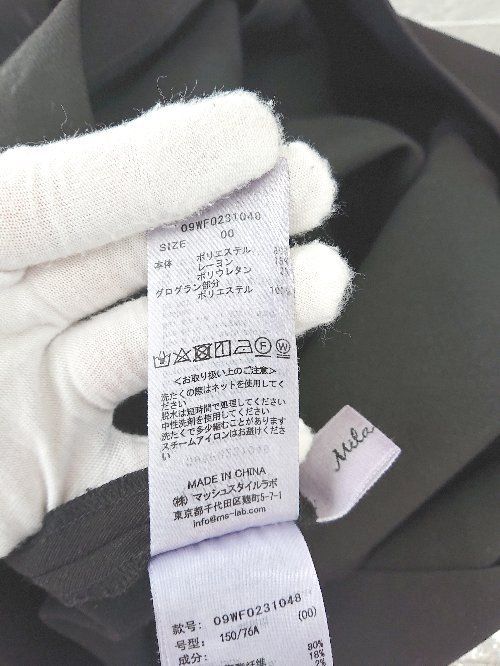 09WF0231048
SIZE 00
本体 ポリエステル
レーヨン
ポリウレタン
グログラン部分
ポリエステル
<お取り扱い上のご注意>
洗たくの際はネットを使用してく
ださい
脱水は短時間で処理してください
中性洗剤を使用してください
洗たくで多少縮むことがあります
スチームアイロンはお避けくださ
い
MADE IN CHINA
(株) マッシュスタイルラボ
東京都千代田区麹町5-7-1
info@ms-lab.com
Mila
款号: 09WF0231048
号型: 150/76A (00)
成分: 80%
18%